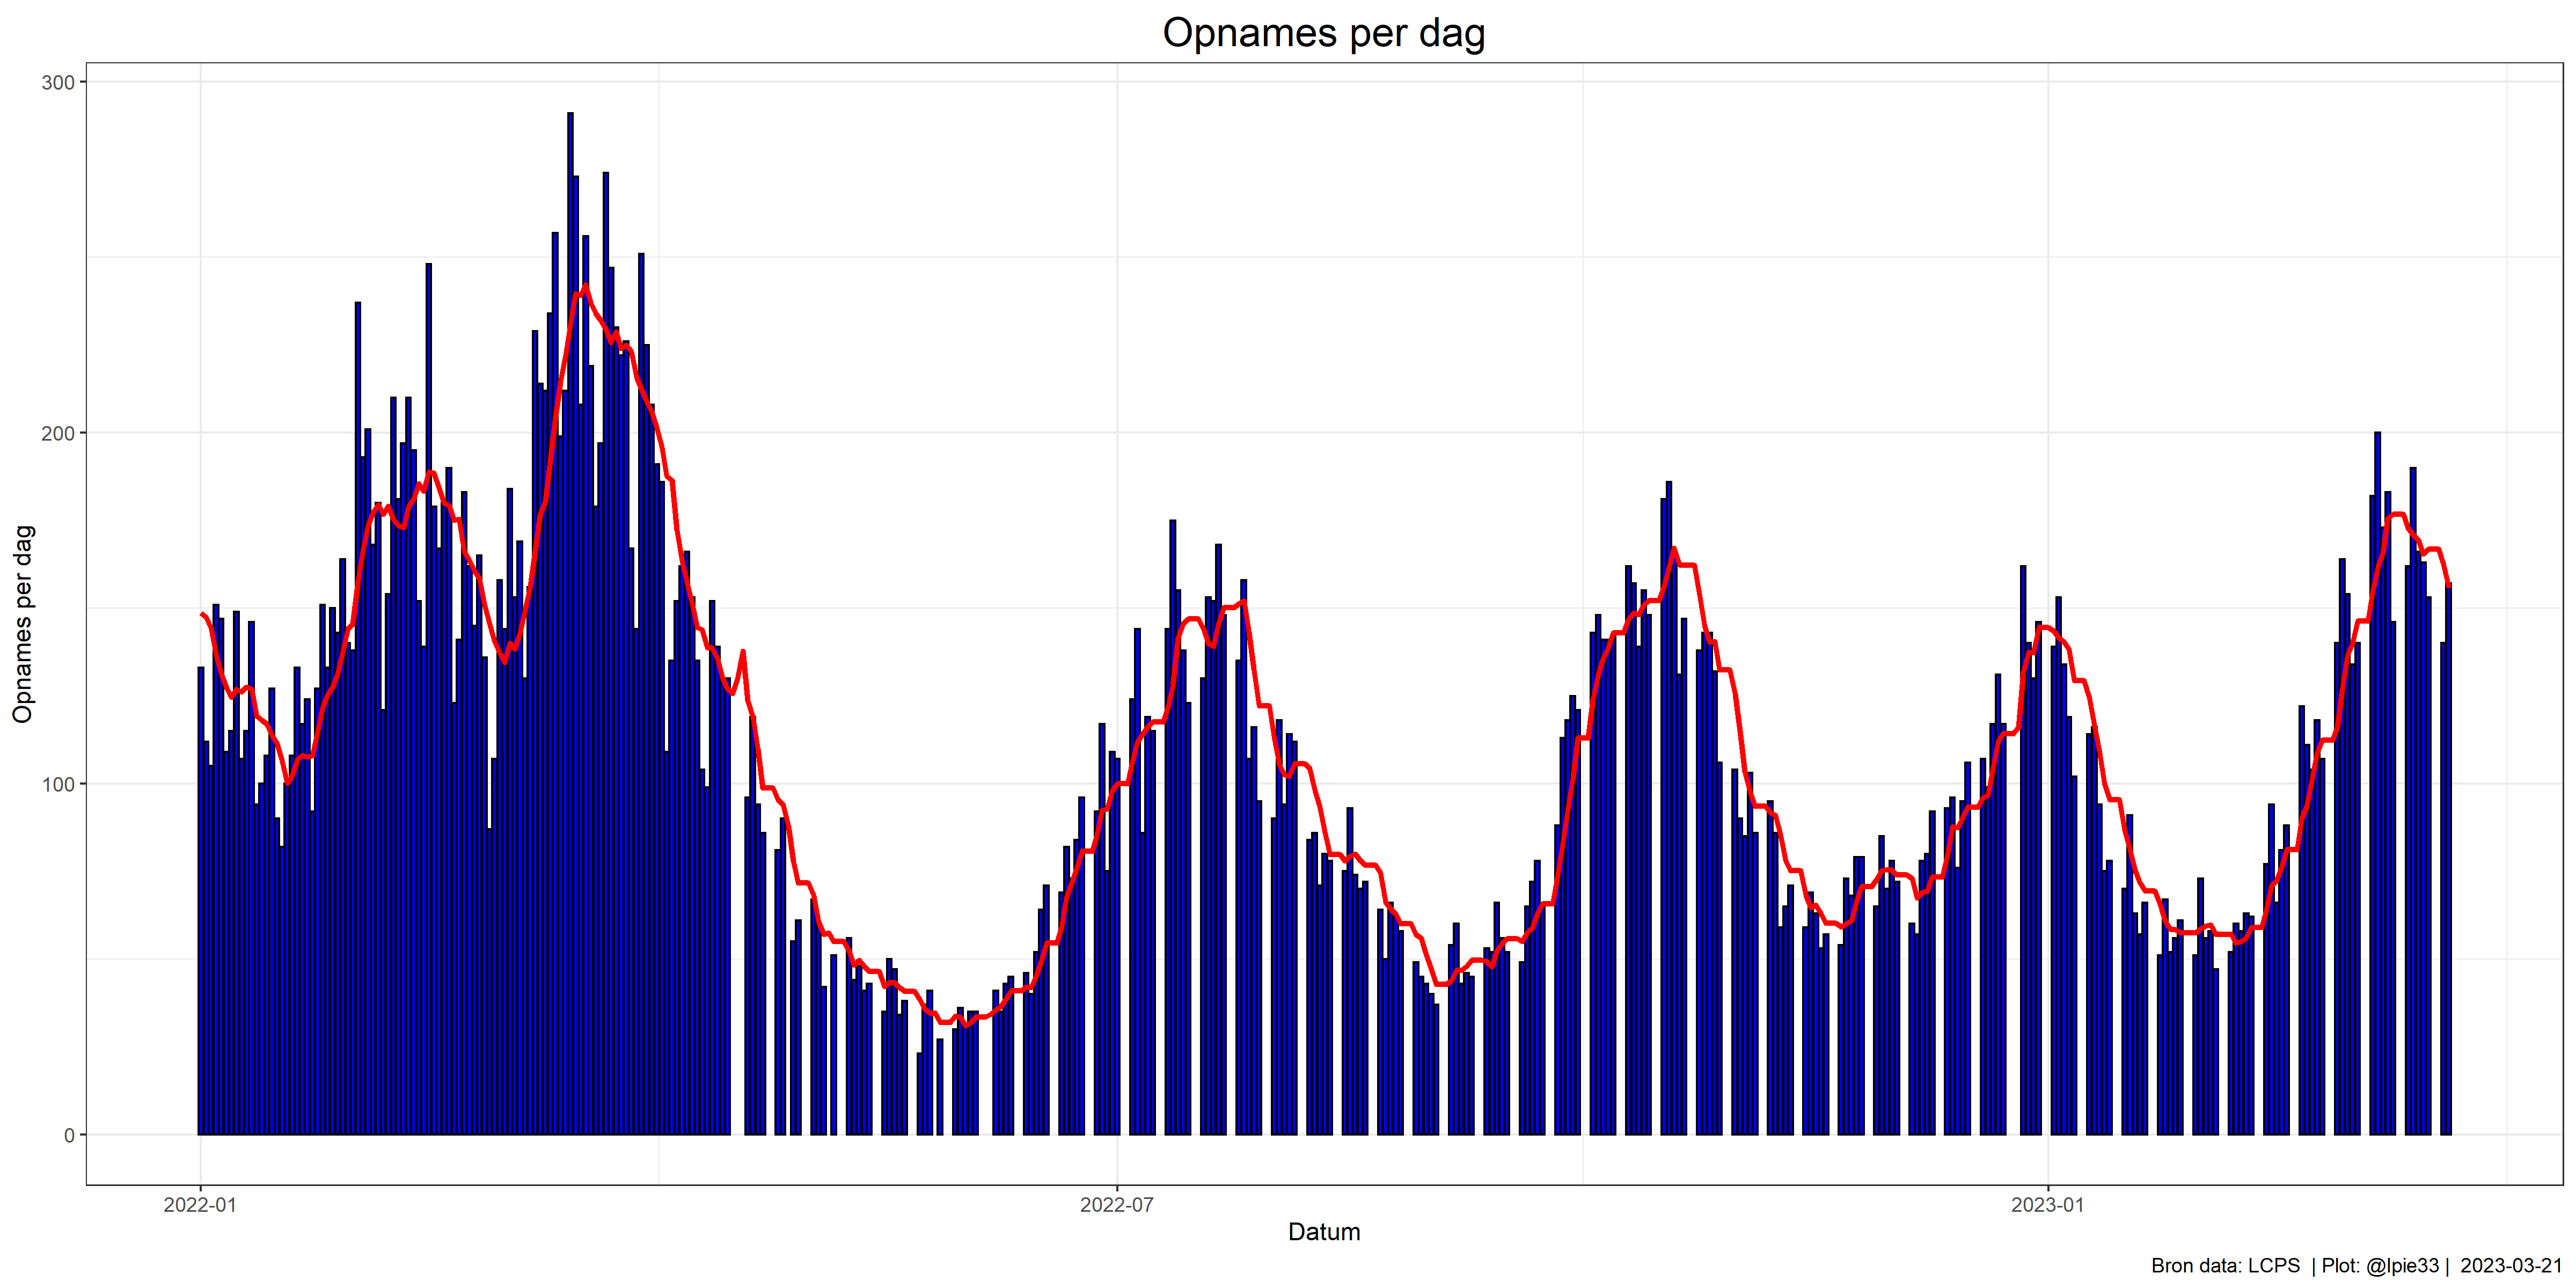 Opnames per dag
300
200
100
0
Opnames per dag
2022-01
2022-07
2023-01
Datum
Bron data: LCPS | Plot: @lpie33 | 2023-03-21